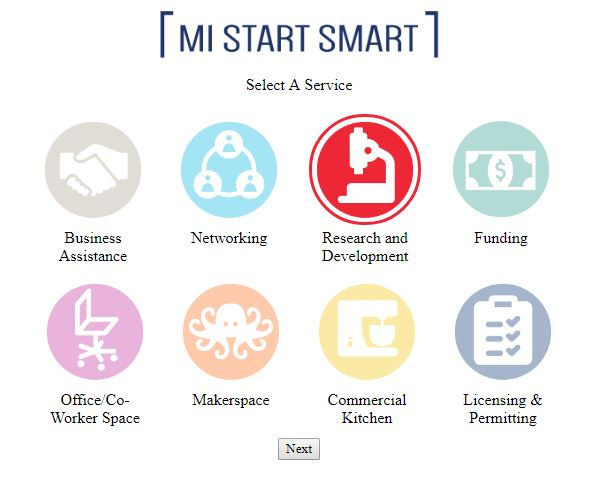 MI START SMART
Select A Service
Business
Assistance
Networking
Research and
Development
$
Funding
Office/Co-
Worker Space
Makerspace
Commercial
Kitchen
Licensing &
Permitting
Next